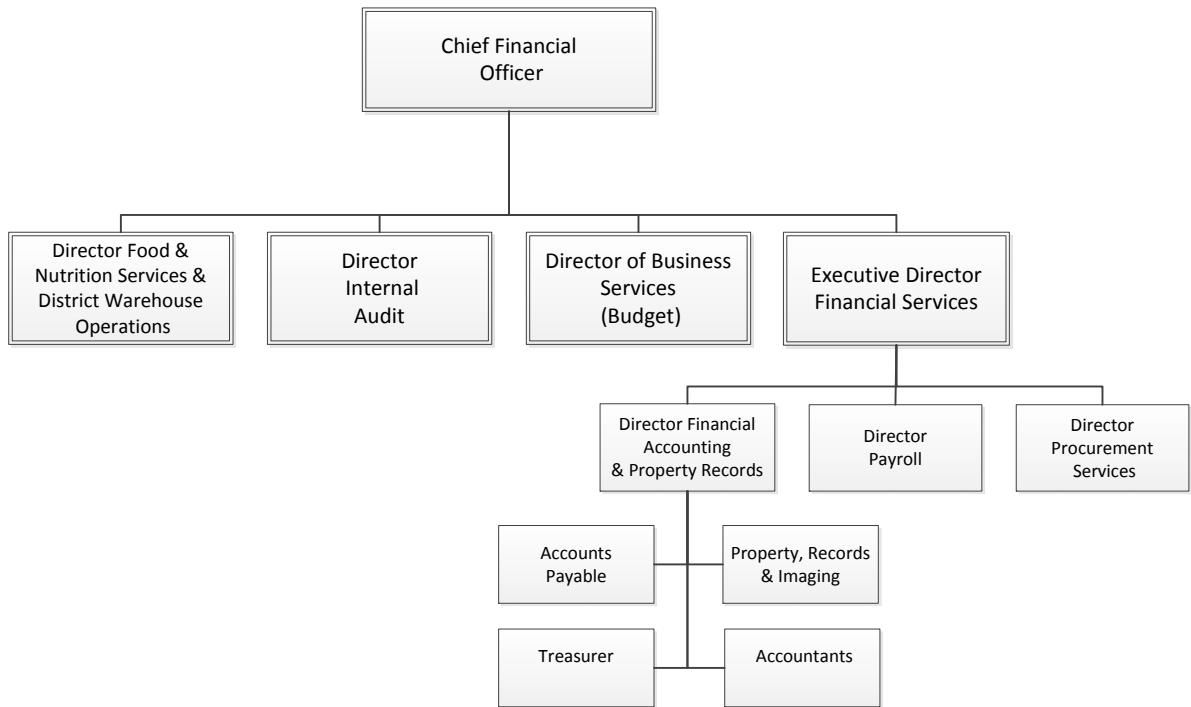 Chief Financial
Officer
Director Food &
Nutrition Services &
District Warehouse
Operations
Director
Internal
Audit
Director of Business
Services
(Budget)
Executive Director
Financial Services
Director Financial
Accounting
& Property Records
Director
Payroll
Director
Procurement
Services
Accounts
Payable
Property, Records
& Imaging
Treasurer
Accountants